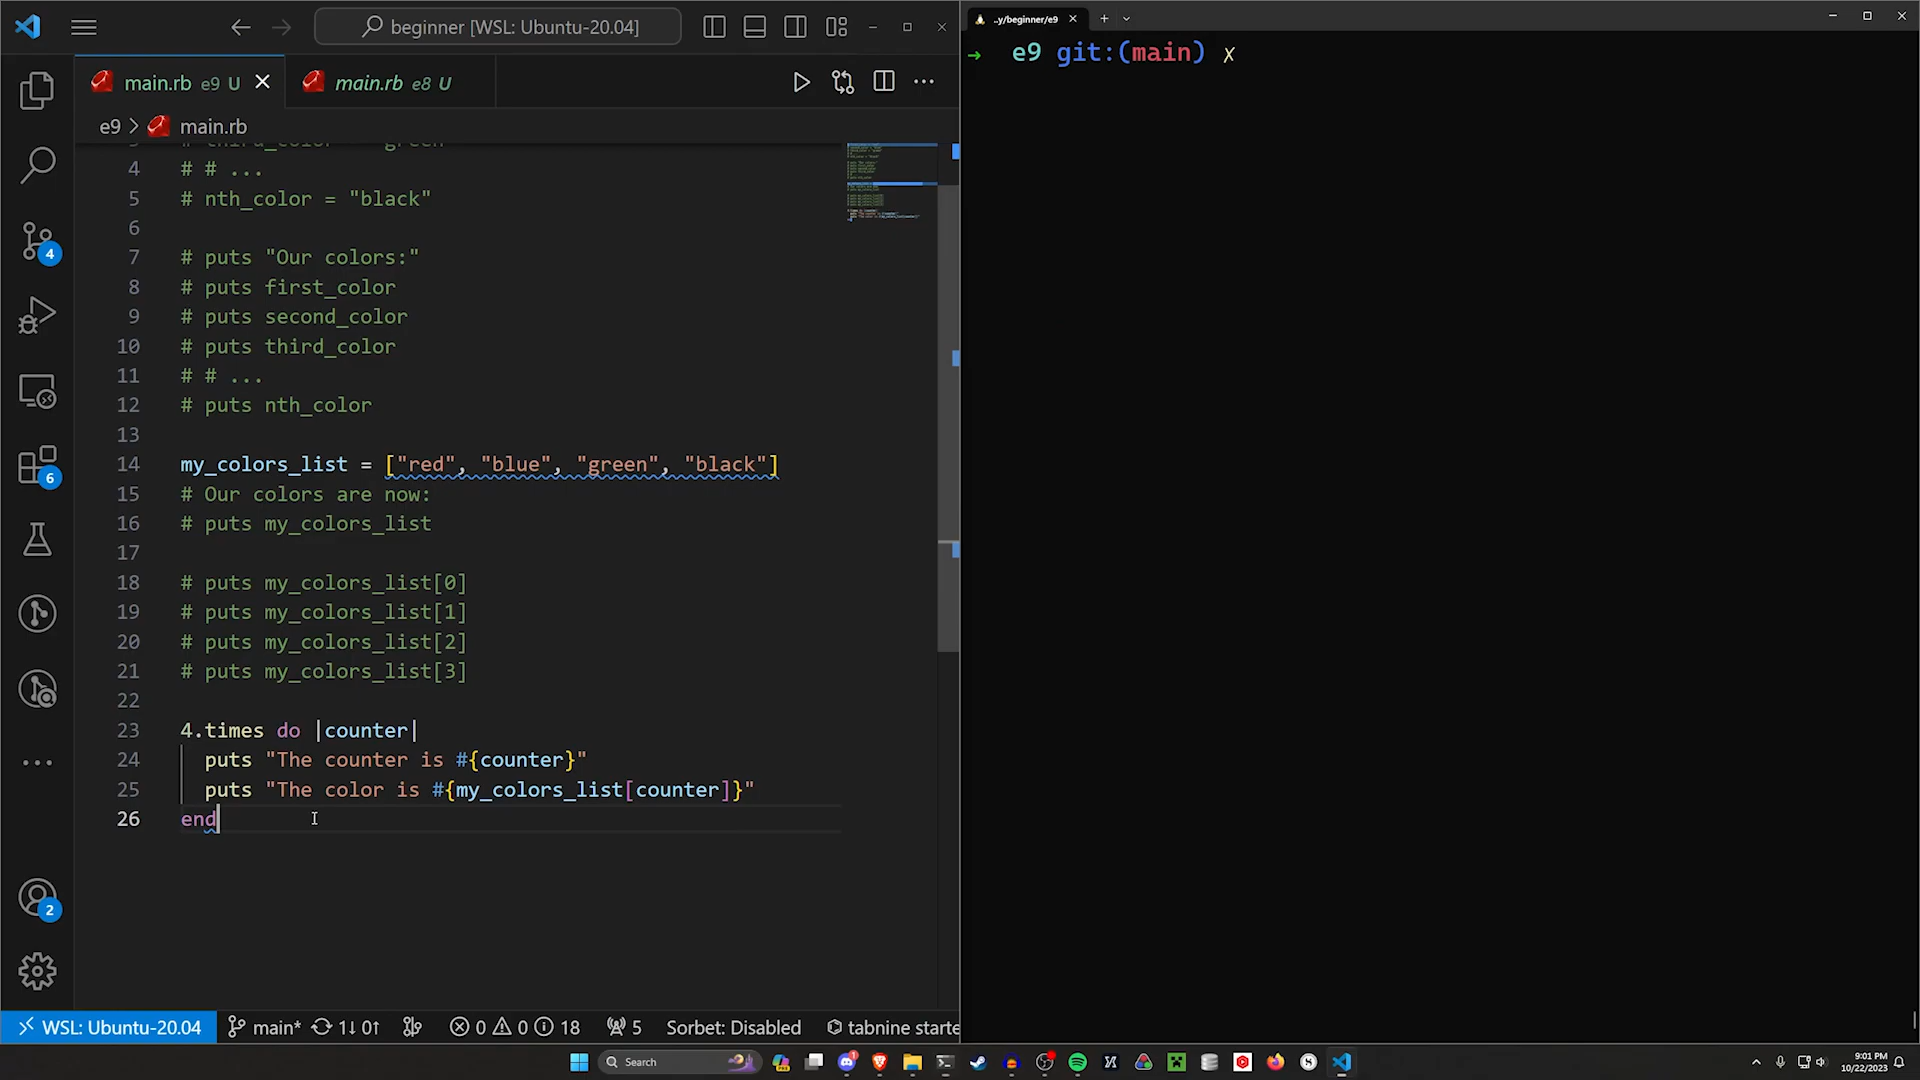 beginner [WSL: Ubuntu-20.04]
main.rb e9 U
main.rb e8 U
e9 > main.rb
4 # # ...
5 # nth_color = "black"
6
7 # puts "Our colors:"
8 # puts first_color
9 # puts second_color
10 # puts third_color
11 # # ...
12 # puts nth_color
13
14 my_colors_list = ["red", "blue", "green", "black"]
15 # Our colors are now:
16 # puts my_colors_list
17
18 # puts my_colors_list[0]
19 # puts my_colors_list[1]
20 # puts my_colors_list[2]
21 # puts my_colors_list[3]
22
23 4.times do |counter|
24 puts "The counter is #{counter}"
25 puts "The color is #{my_colors_list[counter]}"
26 end
4
6
2
WSL: Ubuntu-20.04 main* 1↓ 0↑ 0 0 18 5 Sorbet: Disabled tabnine starte
..y/beginner/e9
→ e9 git:(main) ✗
Search
9:01 PM
10/22/2023